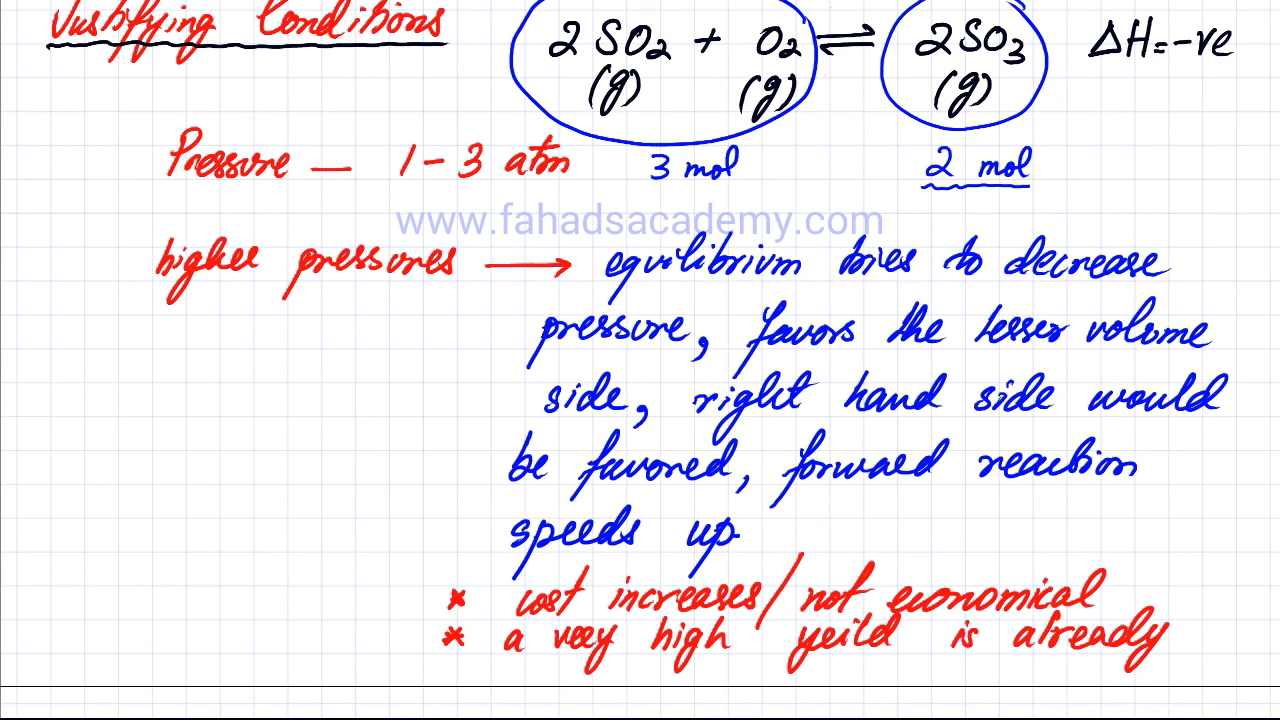 Justifying Conditions
2 SO2 + O2 ⇌ 2SO3 ΔH=-ve
(g) (g) (g)
Pressure — 1-3 atm 3 mol 2 mol
www.fahadsacademy.com
higher pressures → equilibrium tries to decrease
pressure, favors the lesser volume
side, right hand side would
be favored, forward reaction
speeds up
* cost increases/not economical
* a very high yeild is already